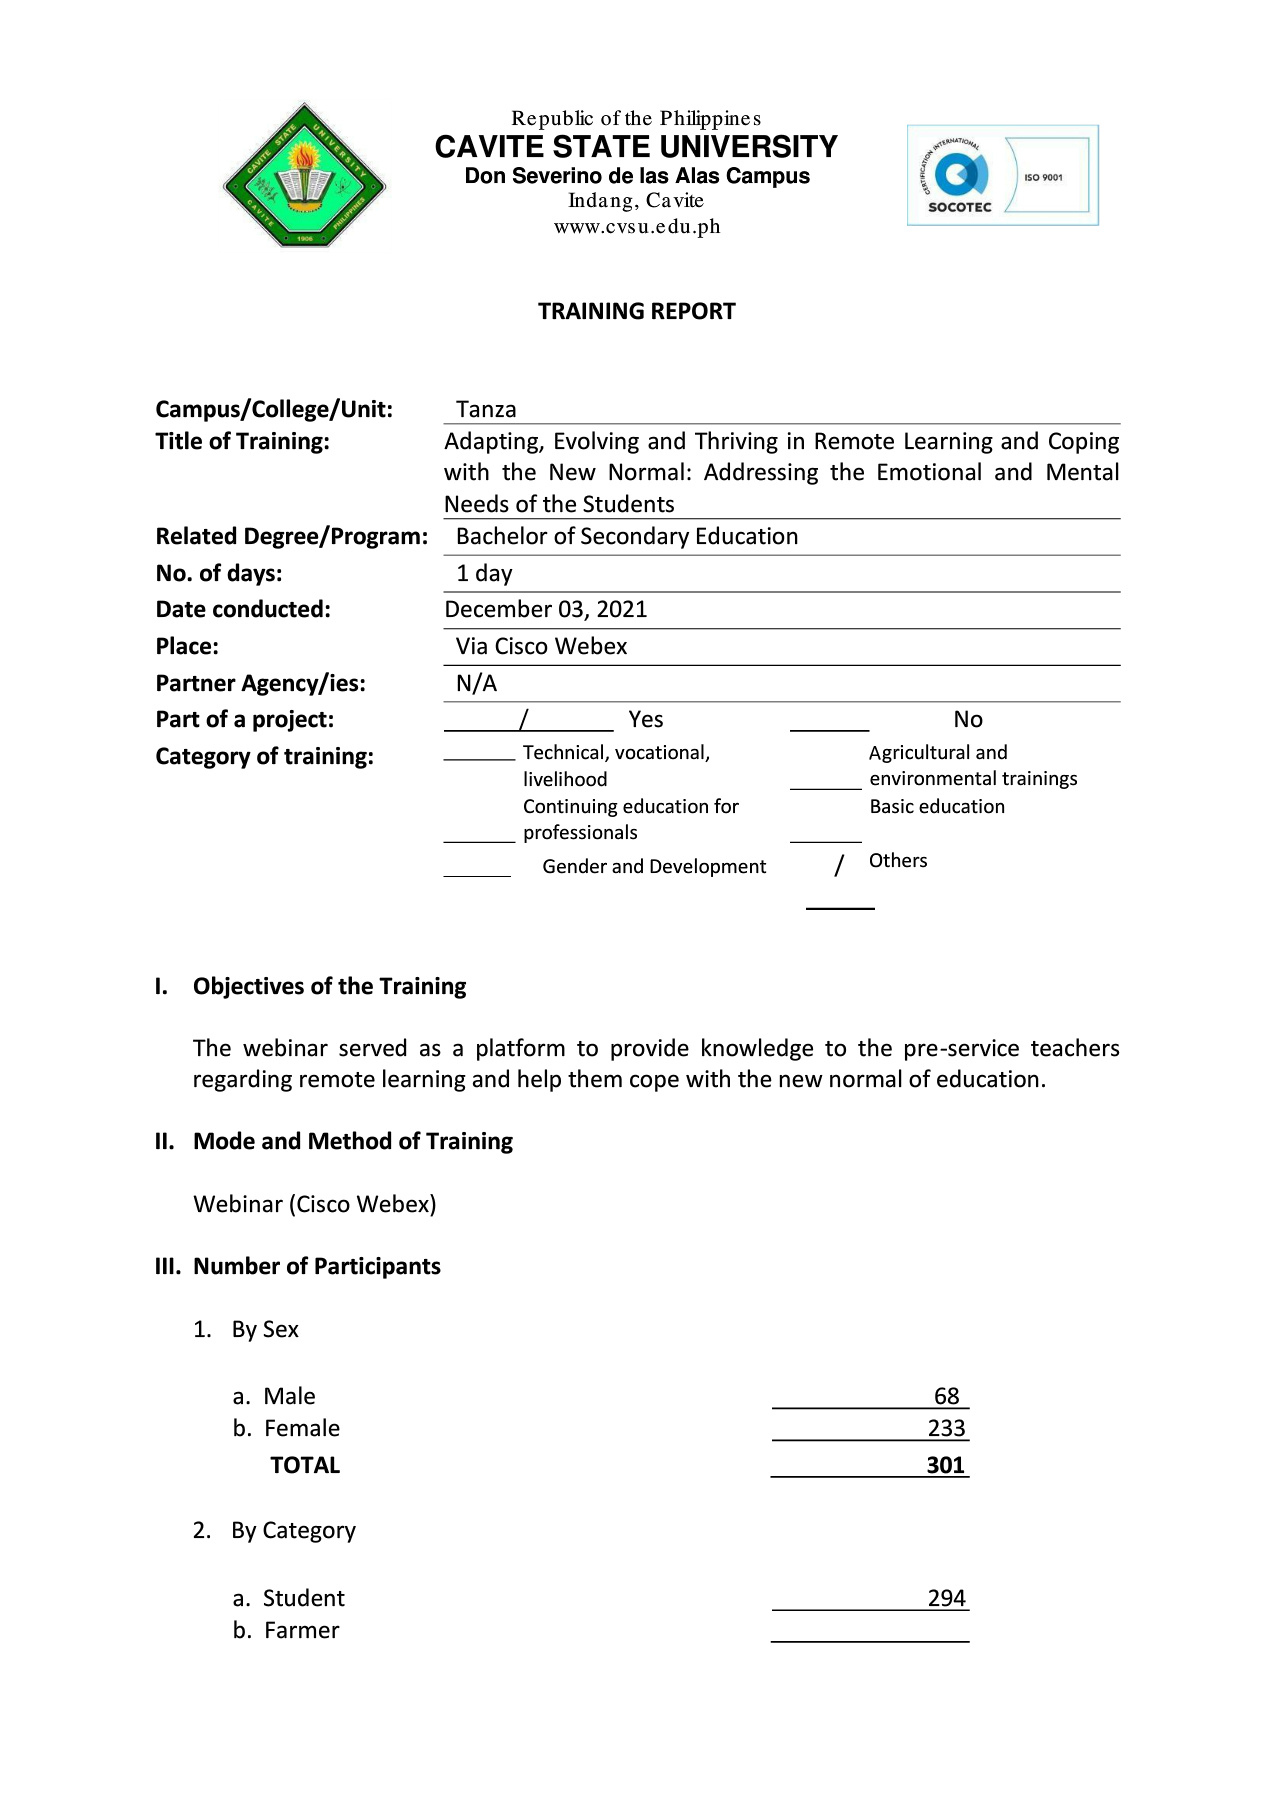 Republic of the Philippines
CAVITE STATE UNIVERSITY
Don Severino de las Alas Campus
Indang, Cavite
www.cvsu.edu.ph
CAVITE STATE UNIVERSITY
CAVITE PHILIPPINES
1906
CERTIFICATION INTERNATIONAL
SOCOTEC
ISO 9001
TRAINING REPORT
Campus/College/Unit: Tanza
Title of Training: Adapting, Evolving and Thriving in Remote Learning and Coping
with the New Normal: Addressing the Emotional and Mental
Needs of the Students
Related Degree/Program: Bachelor of Secondary Education
No. of days: 1 day
Date conducted: December 03, 2021
Place: Via Cisco Webex
Partner Agency/ies: N/A
Part of a project: / Yes No
Category of training: Technical, vocational,
livelihood
Agricultural and
environmental trainings
Continuing education for
professionals
Basic education
Gender and Development
/ Others
I. Objectives of the Training
The webinar served as a platform to provide knowledge to the pre-service teachers
regarding remote learning and help them cope with the new normal of education.
II. Mode and Method of Training
Webinar (Cisco Webex)
III. Number of Participants
1. By Sex
a. Male 68
b. Female 233
TOTAL 301
2. By Category
a. Student 294
b. Farmer